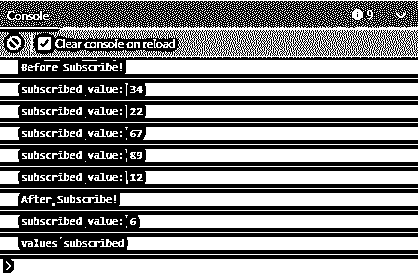 Console
9
Clear console on reload
Before Subscribe!
subscribed value: 34
subscribed value: 22
subscribed value: 67
subscribed value: 89
subscribed value: 12
After Subscribe!
subscribed value: 6
values subscribed